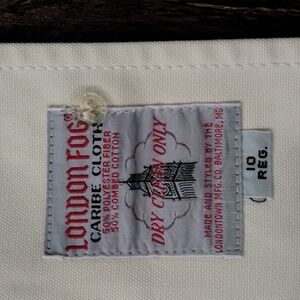 LONDON FOG®
CARIBE CLOTH
50% POLYESTER FIBER
50% COMBED COTTON
DRY CLEAN ONLY
MADE AND STYLED BY THE
LONDONTOWN MFG. CO. BALTIMORE, MD
10
REG.